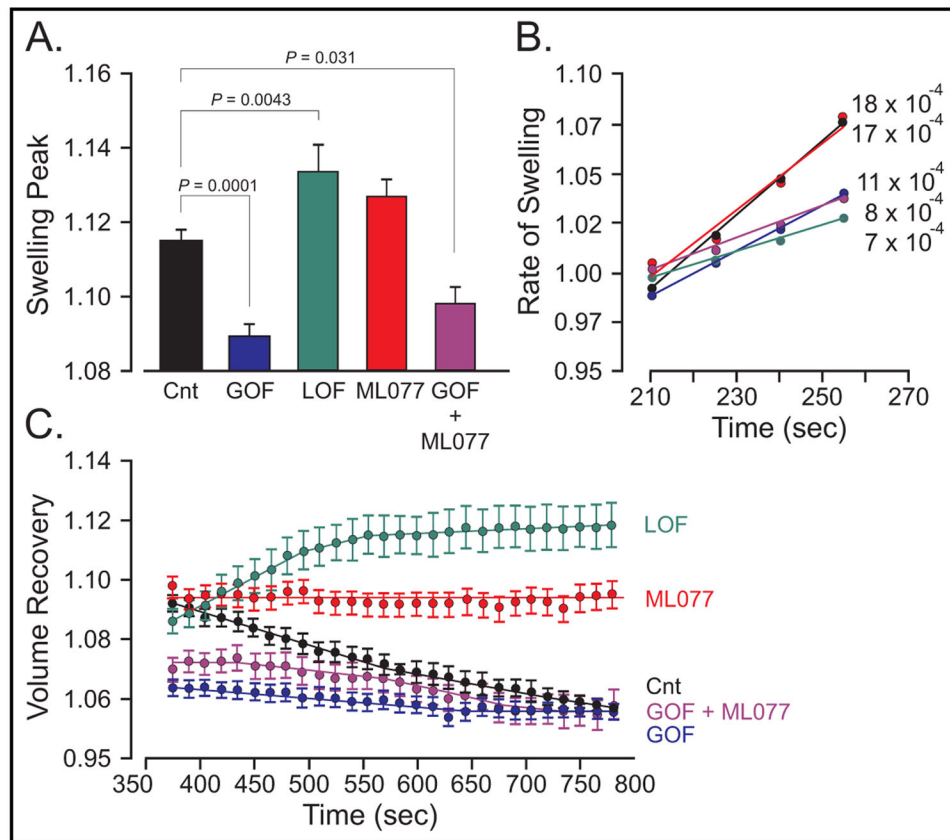 A.
B.
1.16
1.14
1.12
1.10
1.08
Swelling Peak
P = 0.031
P = 0.0043
P = 0.0001
Cnt
GOF
LOF
ML077
GOF
+
ML077
1.10
1.07
1.05
1.00
0.97
0.95
Rate of Swelling
18 x 10-4
17 x 10-4
11 x 10-4
8 x 10-4
7 x 10-4
210
230
250
270
Time (sec)
C.
1.14
1.12
1.10
1.08
1.06
0.95
Volume Recovery
LOF
ML077
Cnt
GOF + ML077
GOF
350
400
450
500
550
600
650
700
750
800
Time (sec)